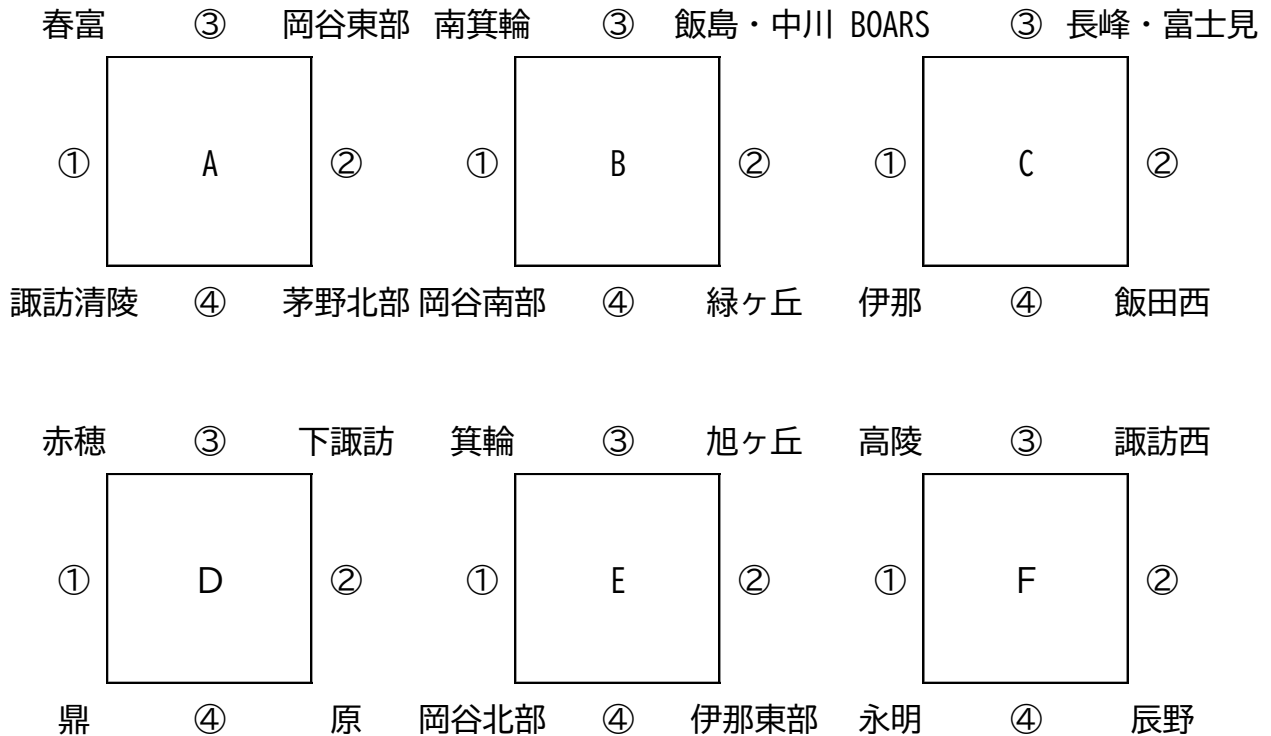 春富 ③ 岡谷東部 南箕輪 ③ 飯島・中川 BOARS ③ 長峰・富士見
① A ② ① B ② ① C ②
諏訪清陵 ④ 茅野北部 岡谷南部 ④ 緑ヶ丘 伊那 ④ 飯田西
赤穂 ③ 下諏訪 箕輪 ③ 旭ヶ丘 高陵 ③ 諏訪西
① D ② ① E ② ① F ②
鼎 ④ 原 岡谷北部 ④ 伊那東部 永明 ④ 辰野